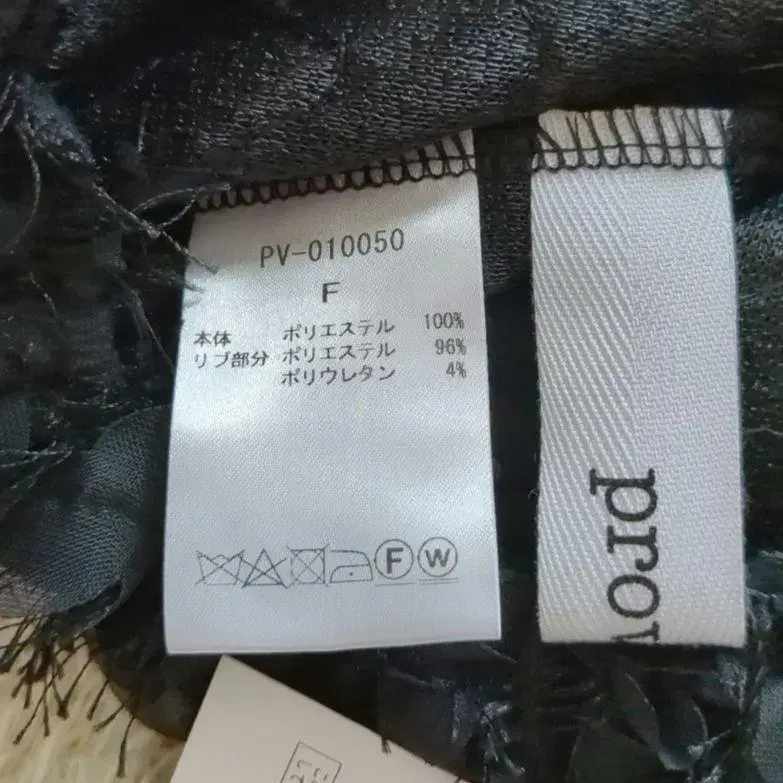 PV-010050
F
本体 ポリエステル 100%
リブ部分 ポリエステル 96%
ポリウレタン 4%
F W
prov